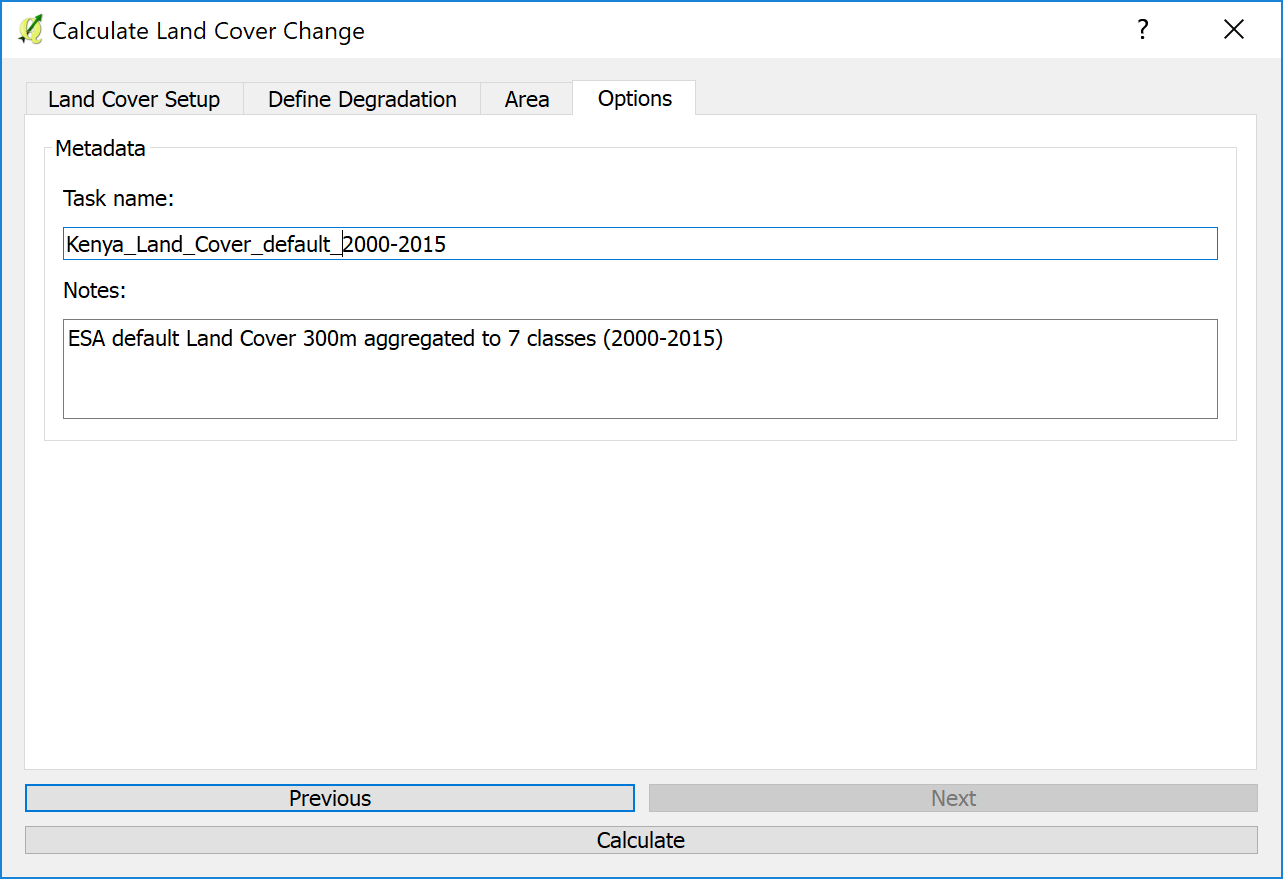 Calculate Land Cover Change
?
Land Cover Setup Define Degradation Area Options
Metadata
Task name:
Kenya_Land_Cover_default_2000-2015
Notes:
ESA default Land Cover 300m aggregated to 7 classes (2000-2015)
Previous Next
Calculate